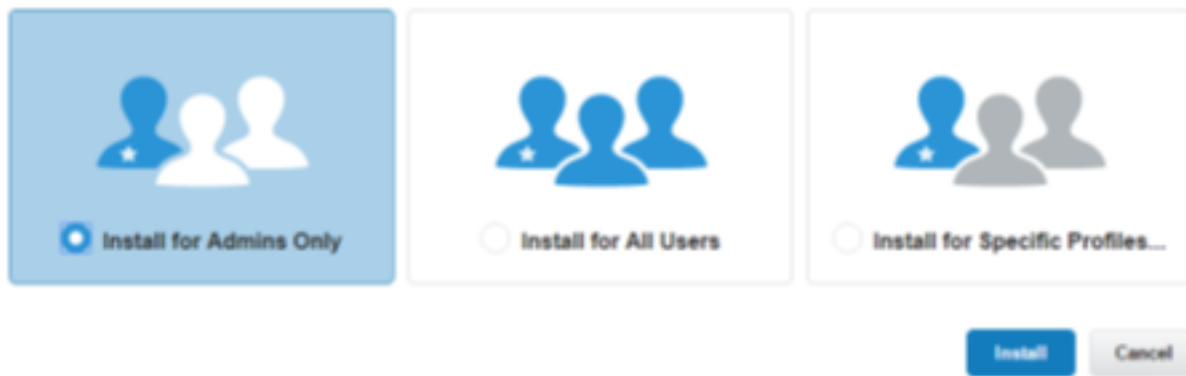 Install for Admins Only
Install for All Users
Install for Specific Profiles...
Install
Cancel